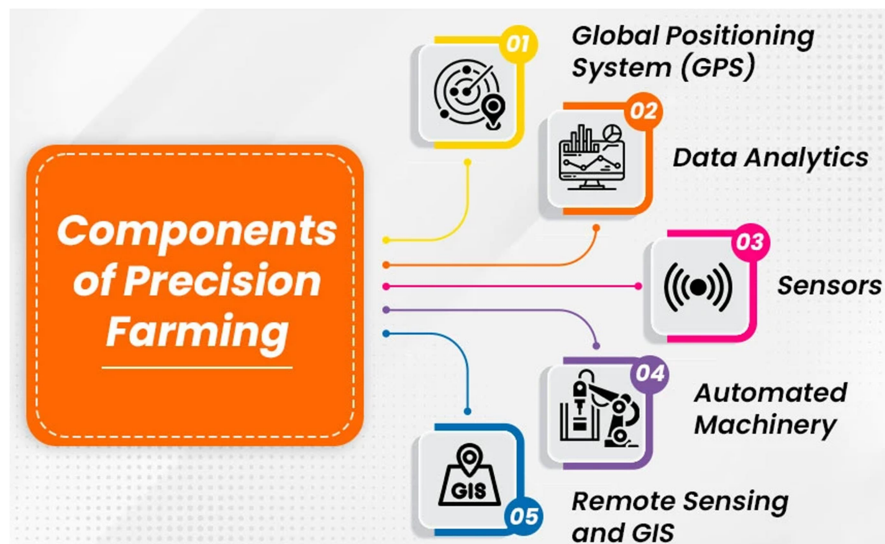 Components
of Precision
Farming
01
Global Positioning
System (GPS)
02
Data Analytics
03
Sensors
04
Automated
Machinery
GIS
05
Remote Sensing
and GIS